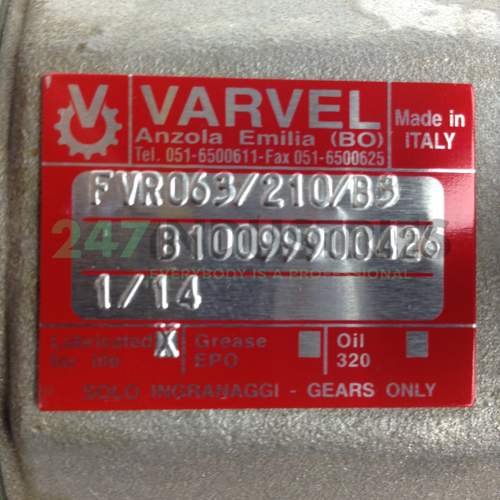 V
VARVEL
Anzola Emilia (BO)
Tel. 051-6500611-Fax 051-6500625
Made in
ITALY
FVR063/210/B3
B10099900426
1/14
247
EVERYBODY IS A PROFESSIONAL
Lubricated X
for life
Grease
EPO
Oil
320
SOLO INGRANAGGI - GEARS ONLY